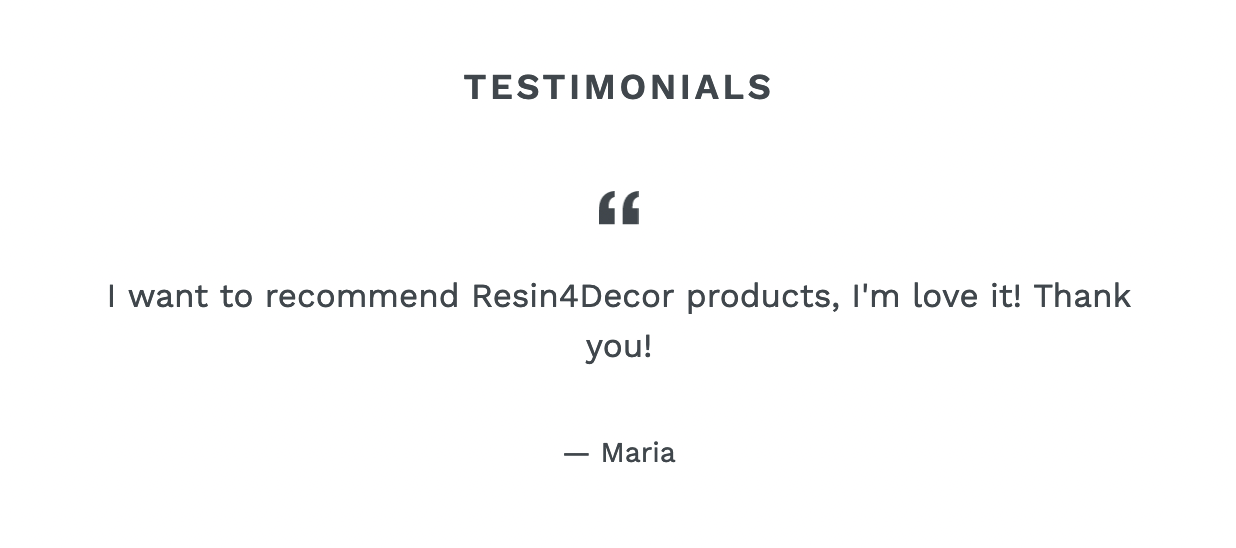 TESTIMONIALS
“
I want to recommend Resin4Decor products, I'm love it! Thank
you!
— Maria